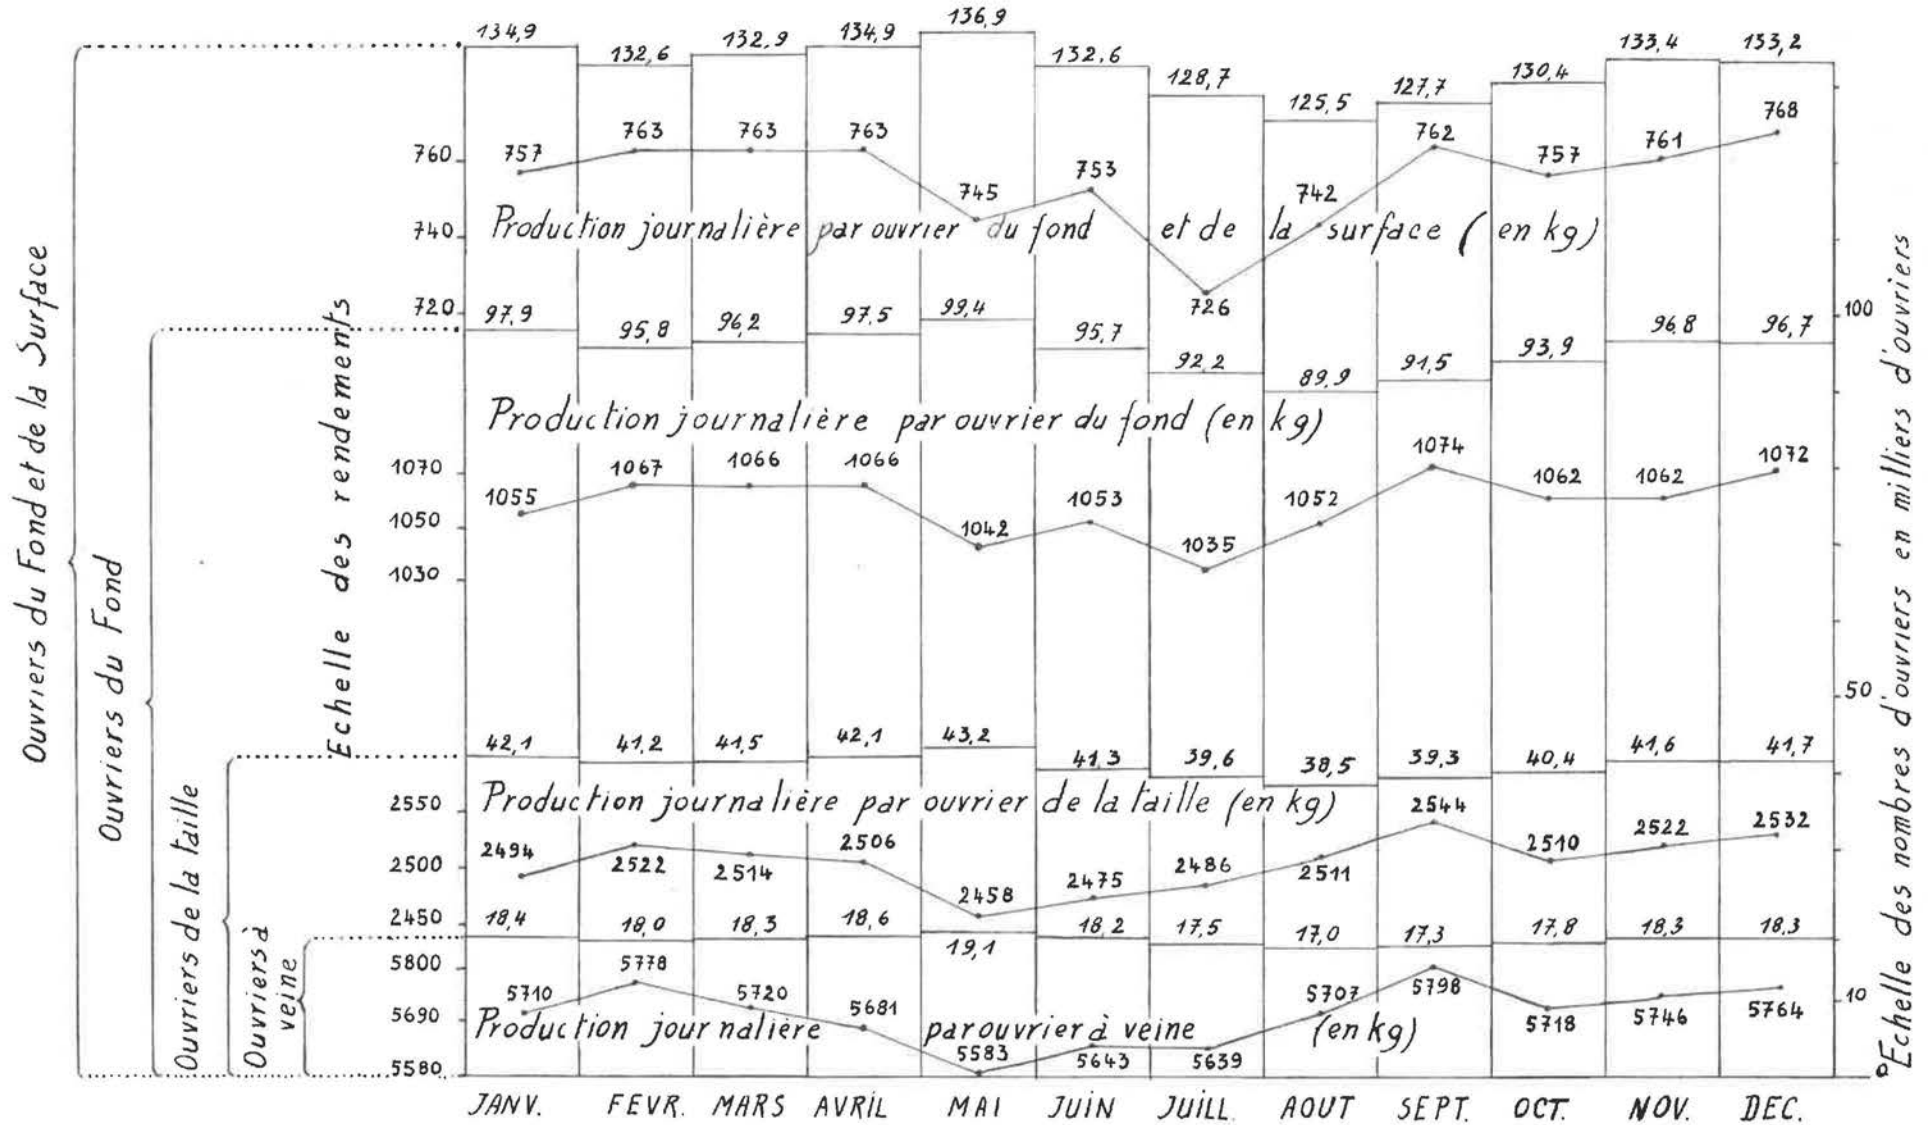 134,9 132,6 132,9 134,9 136,9 132,6 128,7 125,5 127,7 130,4 133,4 133,2
757 763 763 763 745 753 726 742 762 757 761 768
760
740
720
Production journalière par ouvrier du fond et de la surface (en kg)
97,9 95,8 96,2 97,5 99,4 95,7 92,2 89,9 91,5 93,9 96.8 96,7
Production journalière par ouvrier du fond (en kg)
1070
1050
1030
1055 1067 1066 1066 1042 1053 1035 1052 1074 1062 1062 1072
42,1 41,2 41,5 42,1 43,2 41,3 39,6 38,5 39,3 40,4 41,6 41,7
Production journalière par ouvrier de la taille (en kg)
2550
2500
2450
2494 2522 2514 2506 2458 2475 2486 2511 2544 2510 2522 2532
18,4 18,0 18,3 18,6 19,1 18,2 17,5 17,0 17,3 17,8 18,3 18,3
5800
5690
5580
5710 5778 5720 5681 5583 5643 5639 5707 5798 5718 5746 5764
Production journalière par ouvrier à veine (en kg)
JANV. FEVR. MARS AVRIL MAI JUIN JUILL. AOUT SEPT. OCT. NOV. DEC.
Ouvriers du Fond et de la Surface
Ouvriers du Fond
Ouvriers de la taille
Ouvriers à
veine
Echelle des rendements
100
50
10
0
Echelle des nombres d'ouvriers en milliers d'ouvriers